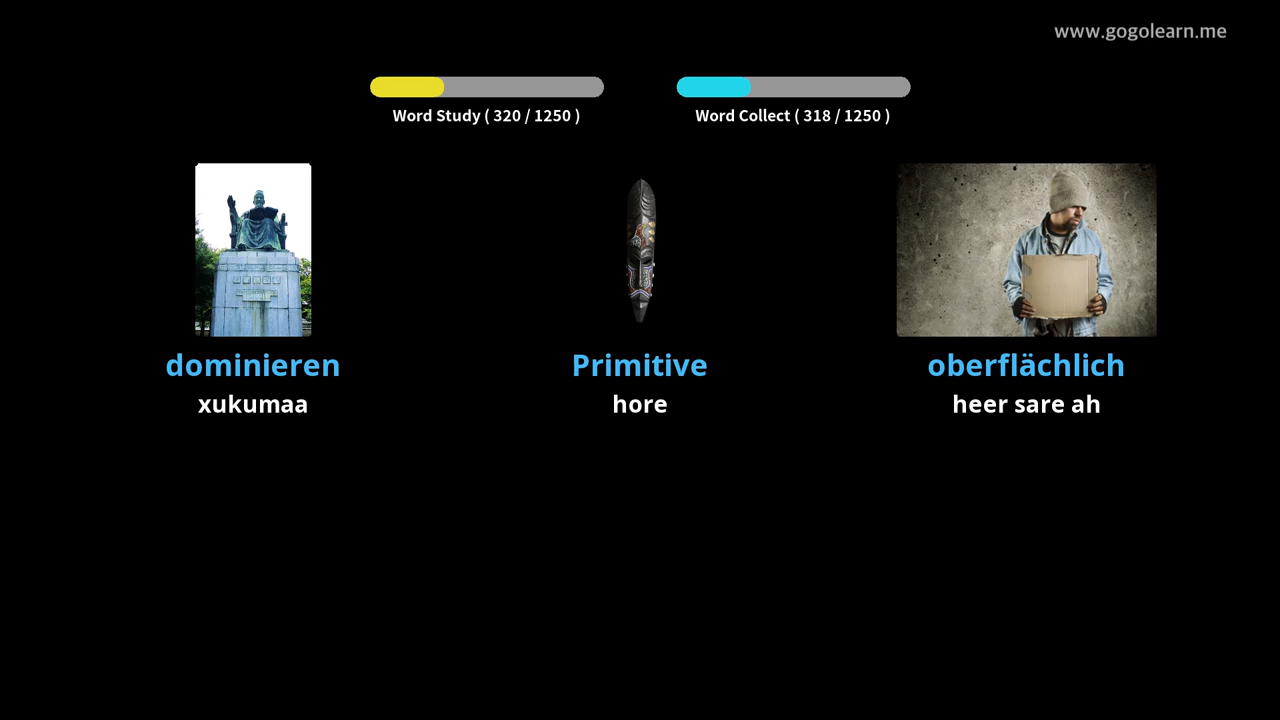 www.gogolearn.me
Word Study ( 320 / 1250 )
Word Collect ( 318 / 1250 )
dominieren
Primitive
oberflächlich
xukumaa
hore
heer sare ah